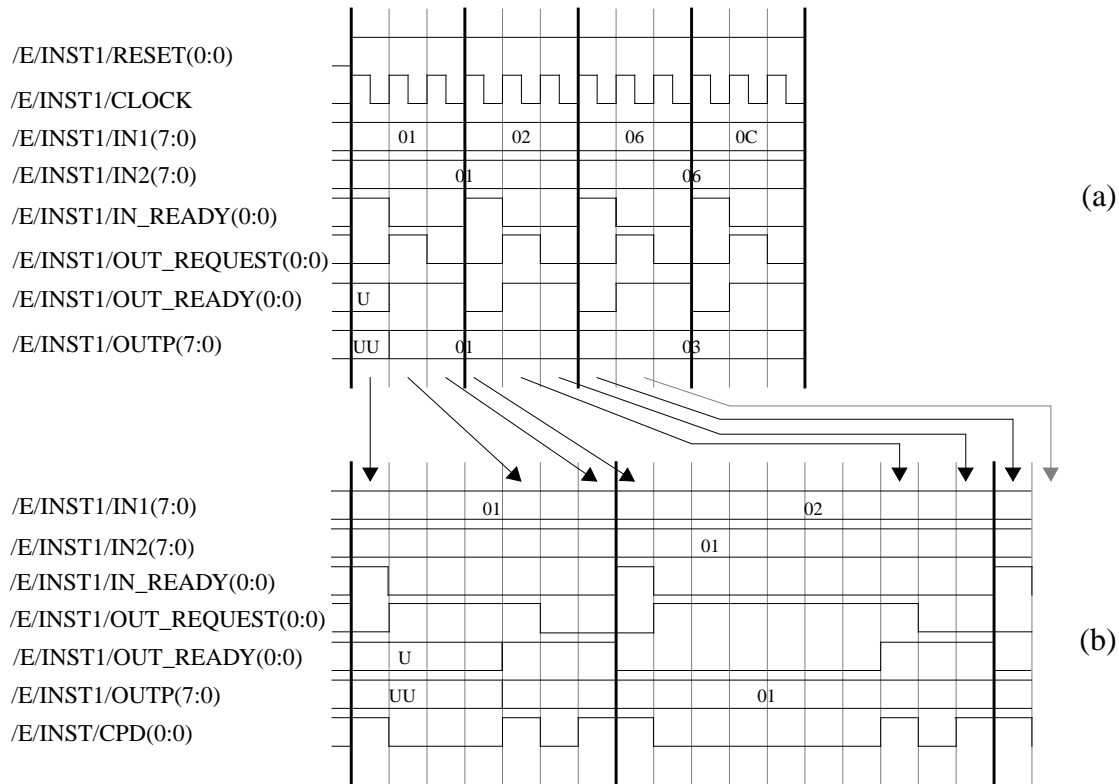 /E/INST1/RESET(0:0)
/E/INST1/CLOCK
/E/INST1/IN1(7:0) 01 02 06 0C
/E/INST1/IN2(7:0) 01 06
/E/INST1/IN_READY(0:0)
(a)
/E/INST1/OUT_REQUEST(0:0)
/E/INST1/OUT_READY(0:0) U
/E/INST1/OUTP(7:0) UU 01 03
/E/INST1/IN1(7:0) 01 02
/E/INST1/IN2(7:0) 01
/E/INST1/IN_READY(0:0)
/E/INST1/OUT_REQUEST(0:0)
(b)
/E/INST1/OUT_READY(0:0) U
/E/INST1/OUTP(7:0) UU 01
/E/INST/CPD(0:0)